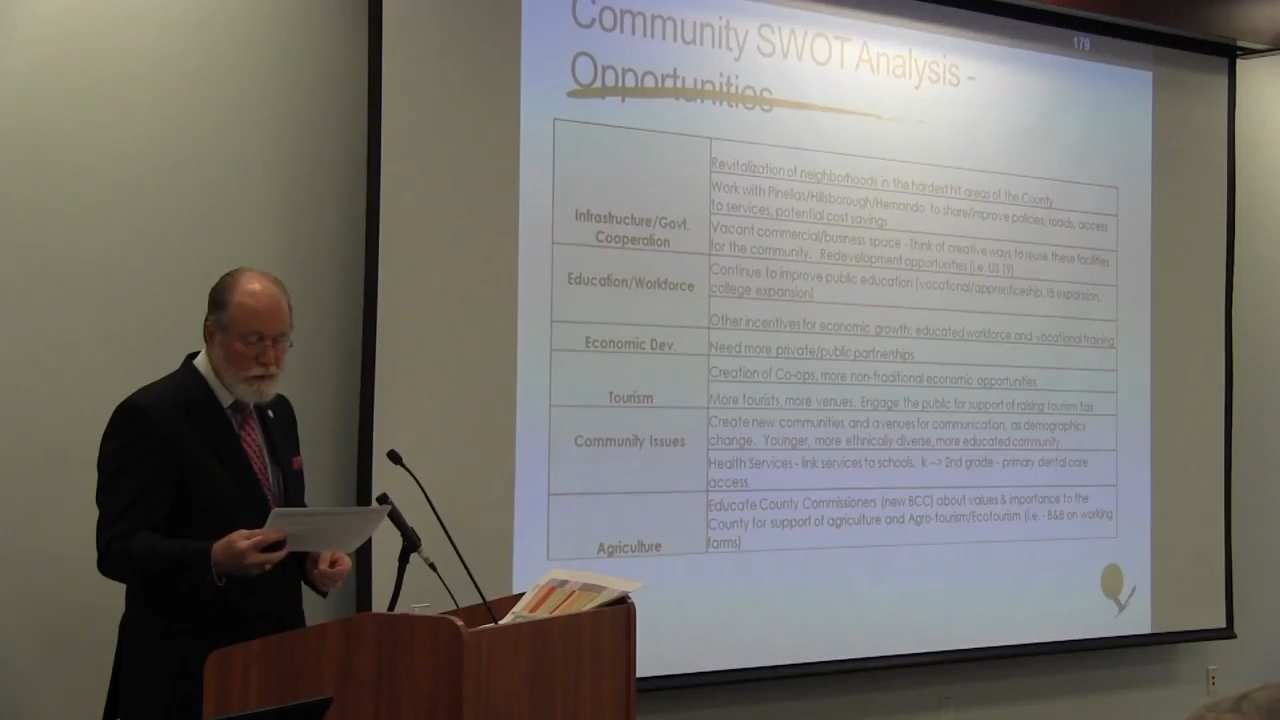 179
Community SWOT Analysis -
Opportunities
Infrastructure/Govt.
Cooperation
Revitalization of neighborhoods in the hardest hit areas of the County
Work with Pinellas/Hillsborough/Hernando to share/improve policies, roads, access
to services, potential cost savings
Vacant commercial/business space - Think of creative ways to reuse these facilities
for the community. Redevelopment opportunities (i.e. US 19)
Education/Workforce
Continue to improve public education (vocational/apprenticeship, IB expansion,
college expansion)
Other incentives for economic growth; educated workforce and vocational training
Economic Dev.
Need more private/public partnerships
Creation of Co-ops, more non-traditional economic opportunities
Tourism
More tourists, more venues. Engage the public for support of raising tourism tax
Community Issues
Create new communities and avenues for communication, as demographics
change. Younger, more ethnically diverse, more educated community.
Health Services - link services to schools. k --> 2nd grade - primary dental care
access
Agriculture
Educate County Commissioners (new BCC) about values & importance to the
County for support of agriculture and Agro-tourism/Ecotourism (i.e. - B&B on working
farms)